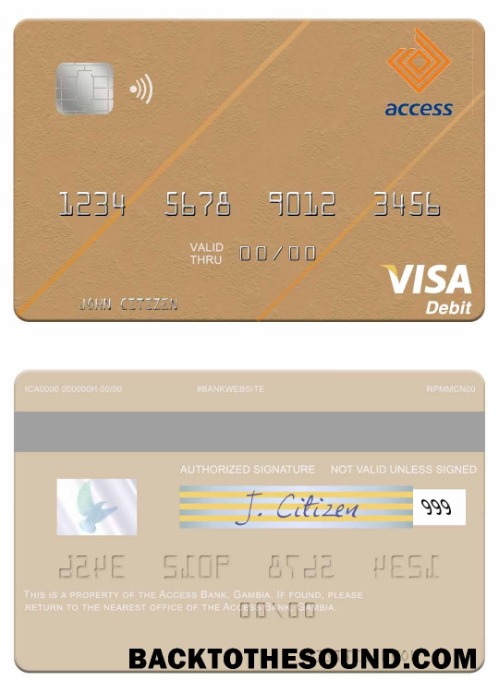 access
1234 5678 9012 3456
VALID THRU 00/00
VISA
Debit
JOHN CITIZEN
ICA0000 000000H 00/00 #BANKWEBSITE RPMMCN00
AUTHORIZED SIGNATURE NOT VALID UNLESS SIGNED
J. Citizen 999
THIS IS A PROPERTY OF THE ACCESS BANK, GAMBIA. IF FOUND, PLEASE
RETURN TO THE NEAREST OFFICE OF THE ACCESS BANK, GAMBIA.
00/00
BACKTOTHESOUND.COM